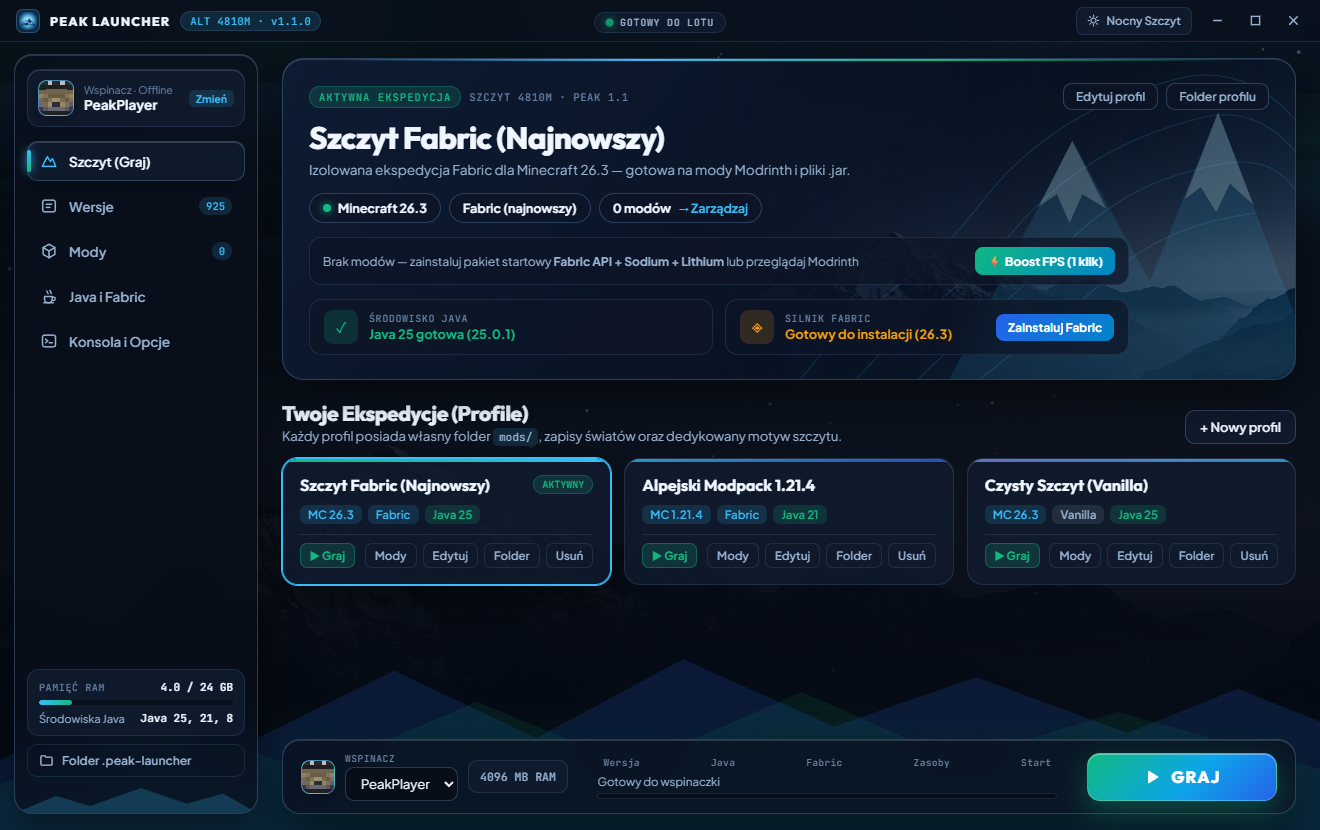 PEAK LAUNCHER
ALT 4810M · v1.1.0
GOTOWY DO LOTU
Nocny Szczyt
Wspinacz · Offline
PeakPlayer
Zmień
Szczyt (Graj)
Wersje
925
Mody
0
Java i Fabric
Konsola i Opcje
PAMIĘĆ RAM
4.0 / 24 GB
Środowiska Java
Java 25, 21, 8
Folder .peak-launcher
AKTYWNA EKSPEDYCJA
SZCZYT 4810M · PEAK 1.1
Edytuj profil
Folder profilu
Szczyt Fabric (Najnowszy)
Izolowana ekspedycja Fabric dla Minecraft 26.3 — gotowa na mody Modrinth i pliki .jar.
Minecraft 26.3
Fabric (najnowszy)
0 modów → Zarządzaj
Brak modów — zainstaluj pakiet startowy Fabric API + Sodium + Lithium lub przeglądaj Modrinth
Boost FPS (1 klik)
ŚRODOWISKO JAVA
Java 25 gotowa (25.0.1)
SILNIK FABRIC
Gotowy do instalacji (26.3)
Zainstaluj Fabric
Twoje Ekspedycje (Profile)
Każdy profil posiada własny folder mods/ , zapisy światów oraz dedykowany motyw szczytu.
+ Nowy profil
Szczyt Fabric (Najnowszy)
AKTYWNY
MC 26.3 Fabric Java 25
▶ Graj Mody Edytuj Folder Usuń
Alpejski Modpack 1.21.4
MC 1.21.4 Fabric Java 21
▶ Graj Mody Edytuj Folder Usuń
Czysty Szczyt (Vanilla)
MC 26.3 Vanilla Java 25
▶ Graj Mody Edytuj Folder Usuń
WSPINACZ
PeakPlayer
4096 MB RAM
Wersja Java Fabric Zasoby Start
Gotowy do wspinaczki
▶ GRAJ